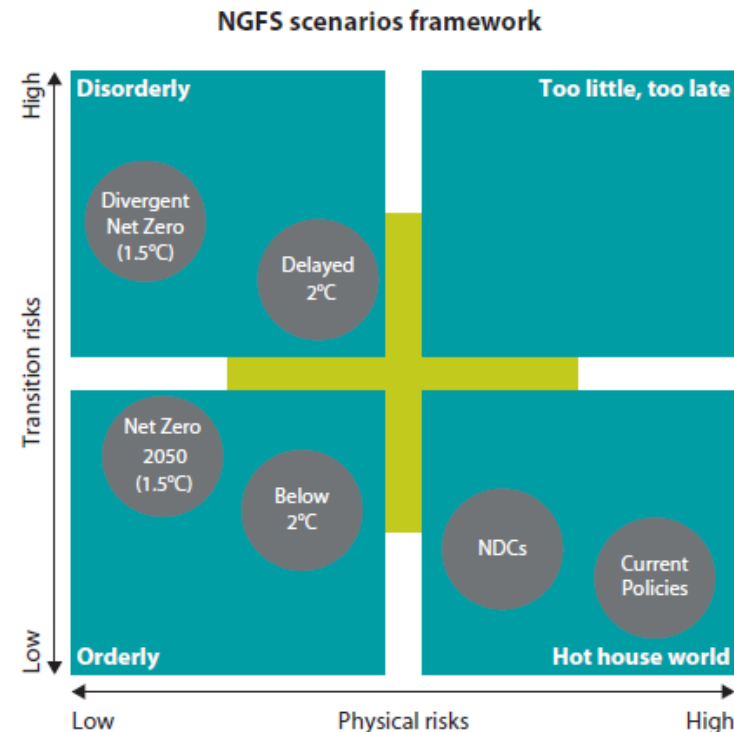 NGFS scenarios framework
High
Disorderly
Too little, too late
Divergent
Net Zero
(1.5°C)
Delayed
2°C
Transition risks
Net Zero
2050
(1.5°C)
Below
2°C
NDCs
Current
Policies
Low
Orderly
Hot house world
Low
Physical risks
High